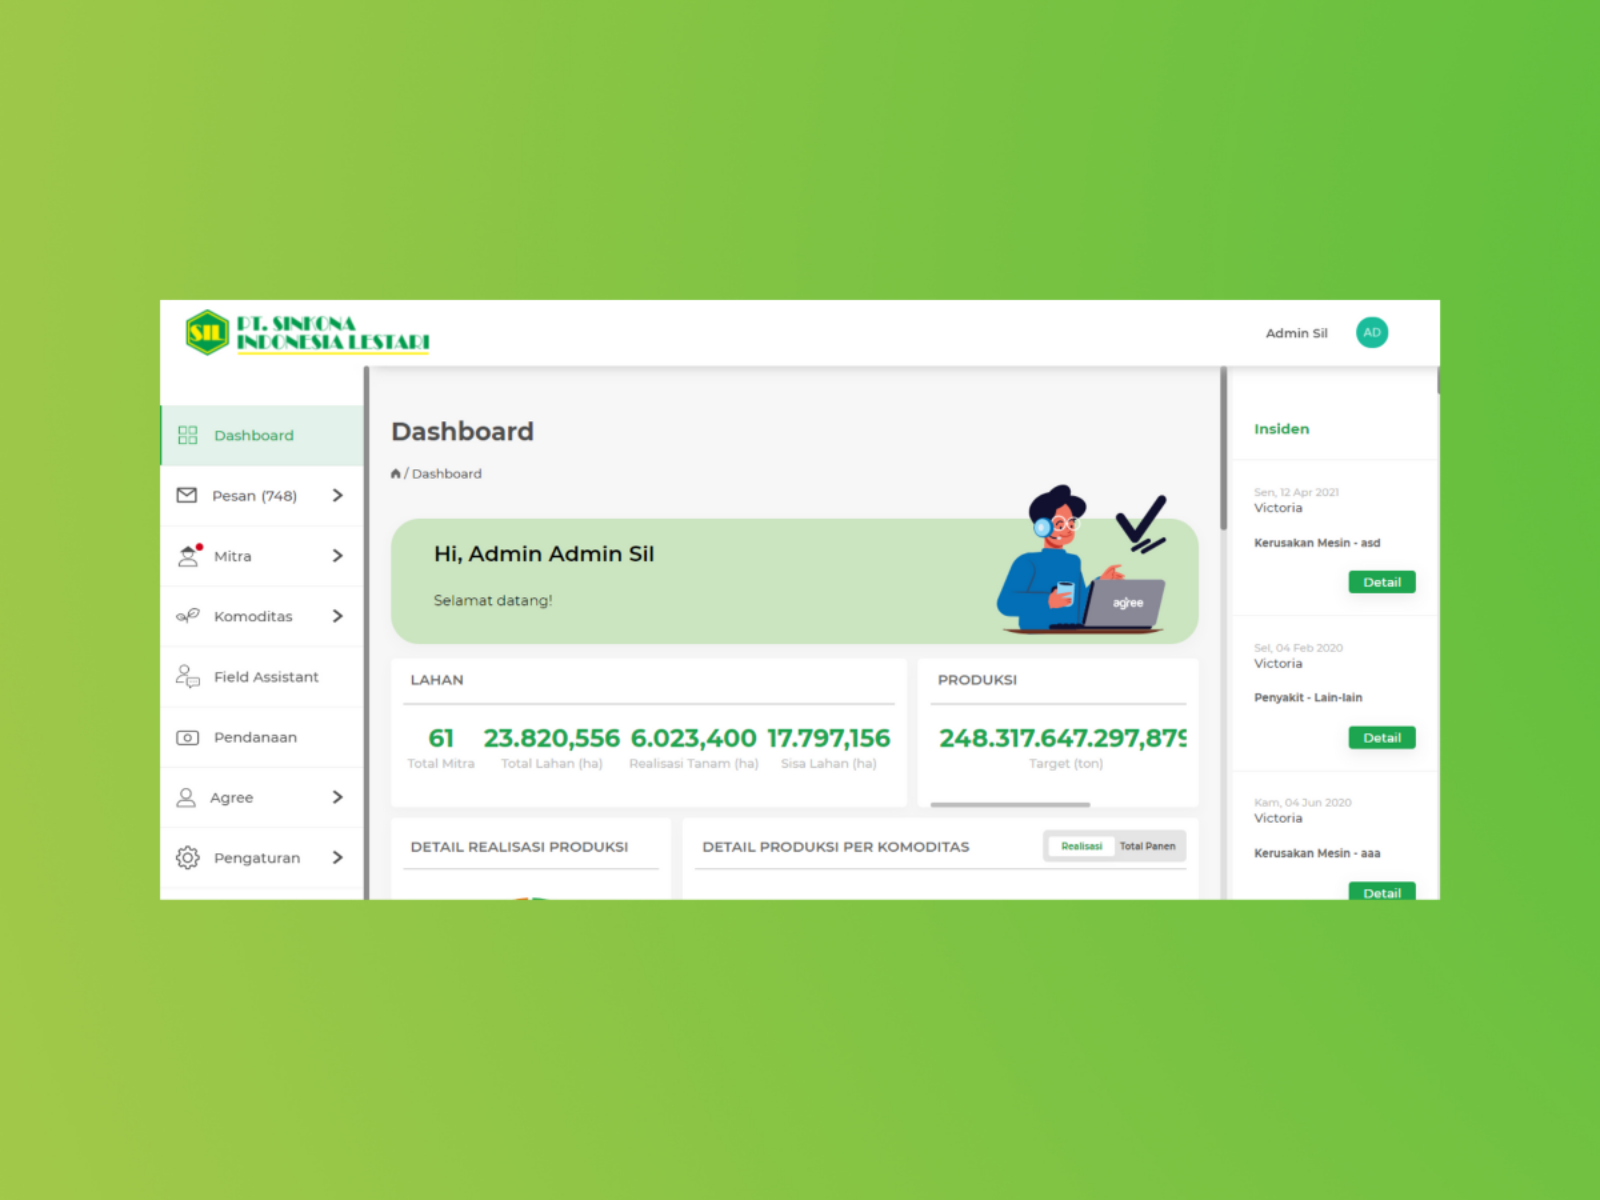 SIL
PT. SINKONA
INDONESIA LESTARI
Admin Sil
AD
Dashboard
Pesan (748)
Mitra
Komoditas
Field Assistant
Pendanaan
Agree
Pengaturan
Dashboard
/ Dashboard
Hi, Admin Admin Sil
Selamat datang!
agree
LAHAN
61 23.820,556 6.023,400 17.797,156
Total Mitra Total Lahan (ha) Realisasi Tanam (ha) Sisa Lahan (ha)
PRODUKSI
248.317.647.297,879
Target (ton)
DETAIL REALISASI PRODUKSI
DETAIL PRODUKSI PER KOMODITAS
Realisasi Total Panen
Insiden
Sen, 12 Apr 2021
Victoria
Kerusakan Mesin - asd
Detail
Sel, 04 Feb 2020
Victoria
Penyakit - Lain-lain
Detail
Kam, 04 Jun 2020
Victoria
Kerusakan Mesin - aaa
Detail